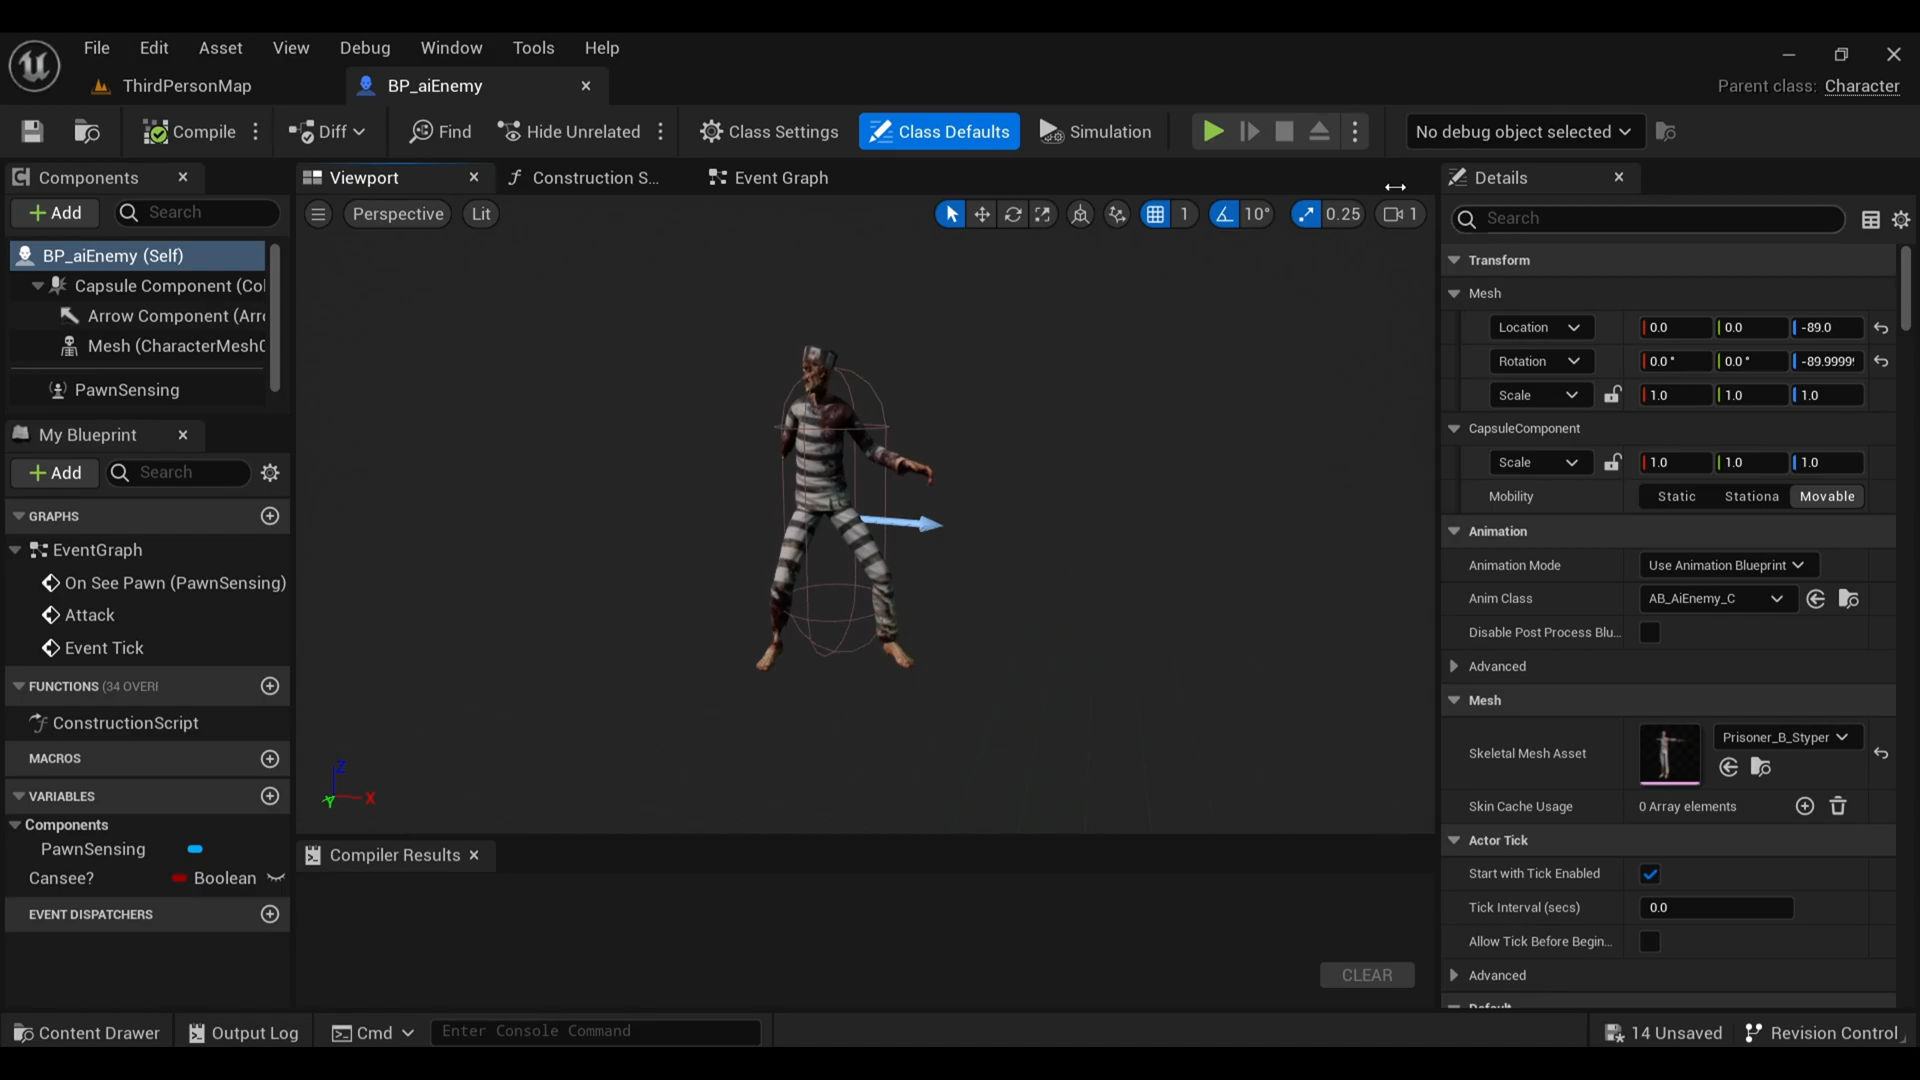 File Edit Asset View Debug Window Tools Help
ThirdPersonMap BP_aiEnemy Parent class: Character
Compile Diff Find Hide Unrelated Class Settings Class Defaults Simulation No debug object selected
Components Viewport Construction S... Event Graph Details
Add Search Perspective Lit 1 10° 0.25 1 Search
BP_aiEnemy (Self)
Capsule Component (Col
Arrow Component (Arro
Mesh (CharacterMesh0
PawnSensing
My Blueprint
Add Search
GRAPHS
EventGraph
On See Pawn (PawnSensing)
Attack
Event Tick
FUNCTIONS (34 OVERI
ConstructionScript
MACROS
VARIABLES
Components
PawnSensing
Cansee? Boolean
EVENT DISPATCHERS
Z
Y X
Compiler Results
CLEAR
Transform
Mesh
Location 0.0 0.0 -89.0
Rotation 0.0 ° 0.0 ° -89.9999
Scale 1.0 1.0 1.0
CapsuleComponent
Scale 1.0 1.0 1.0
Mobility Static Stationa Movable
Animation
Animation Mode Use Animation Blueprint
Anim Class AB_AiEnemy_C
Disable Post Process Blu...
Advanced
Mesh
Skeletal Mesh Asset Prisoner_B_Styper
Skin Cache Usage 0 Array elements
Actor Tick
Start with Tick Enabled
Tick Interval (secs) 0.0
Allow Tick Before Begin...
Advanced
Default
Content Drawer Output Log Cmd Enter Console Command 14 Unsaved Revision Control